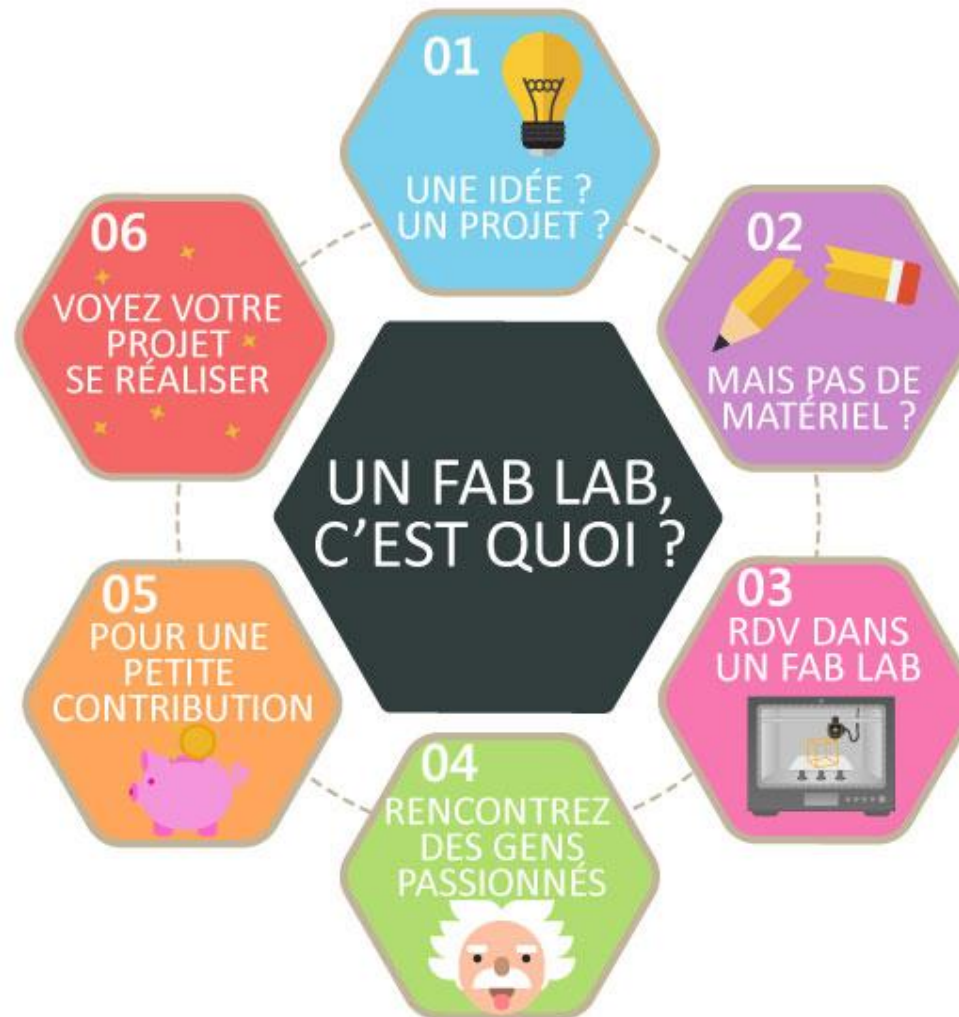 UN FAB LAB,
C'EST QUOI ?
01
UNE IDÉE ?
UN PROJET ?
02
MAIS PAS DE
MATÉRIEL ?
03
RDV DANS
UN FAB LAB
04
RENCONTREZ
DES GENS
PASSIONNÉS
05
POUR UNE
PETITE
CONTRIBUTION
06
VOYEZ VOTRE
PROJET
SE RÉALISER